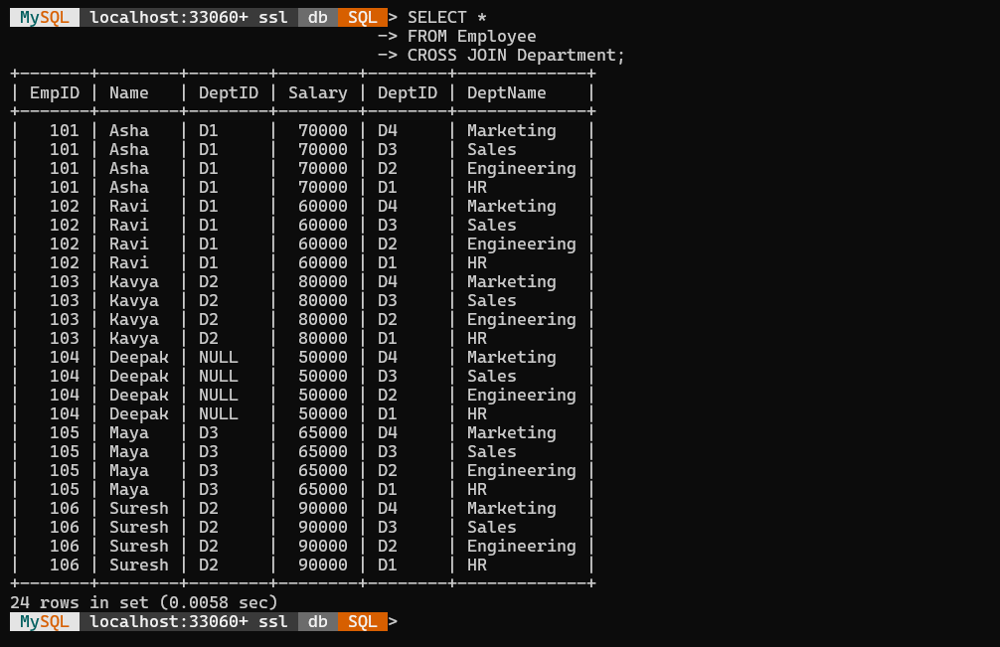 MySQL localhost:33060+ ssl db SQL> SELECT *
-> FROM Employee
-> CROSS JOIN Department;
+-------+--------+--------+--------+--------+-------------+
| EmpID | Name   | DeptID | Salary | DeptID | DeptName    |
+-------+--------+--------+--------+--------+-------------+
|   101 | Asha   | D1     |  70000 | D4     | Marketing   |
|   101 | Asha   | D1     |  70000 | D3     | Sales       |
|   101 | Asha   | D1     |  70000 | D2     | Engineering |
|   101 | Asha   | D1     |  70000 | D1     | HR          |
|   102 | Ravi   | D1     |  60000 | D4     | Marketing   |
|   102 | Ravi   | D1     |  60000 | D3     | Sales       |
|   102 | Ravi   | D1     |  60000 | D2     | Engineering |
|   102 | Ravi   | D1     |  60000 | D1     | HR          |
|   103 | Kavya  | D2     |  80000 | D4     | Marketing   |
|   103 | Kavya  | D2     |  80000 | D3     | Sales       |
|   103 | Kavya  | D2     |  80000 | D2     | Engineering |
|   103 | Kavya  | D2     |  80000 | D1     | HR          |
|   104 | Deepak | NULL   |  50000 | D4     | Marketing   |
|   104 | Deepak | NULL   |  50000 | D3     | Sales       |
|   104 | Deepak | NULL   |  50000 | D2     | Engineering |
|   104 | Deepak | NULL   |  50000 | D1     | HR          |
|   105 | Maya   | D3     |  65000 | D4     | Marketing   |
|   105 | Maya   | D3     |  65000 | D3     | Sales       |
|   105 | Maya   | D3     |  65000 | D2     | Engineering |
|   105 | Maya   | D3     |  65000 | D1     | HR          |
|   106 | Suresh | D2     |  90000 | D4     | Marketing   |
|   106 | Suresh | D2     |  90000 | D3     | Sales       |
|   106 | Suresh | D2     |  90000 | D2     | Engineering |
|   106 | Suresh | D2     |  90000 | D1     | HR          |
+-------+--------+--------+--------+--------+-------------+
24 rows in set (0.0058 sec)
MySQL localhost:33060+ ssl db SQL>